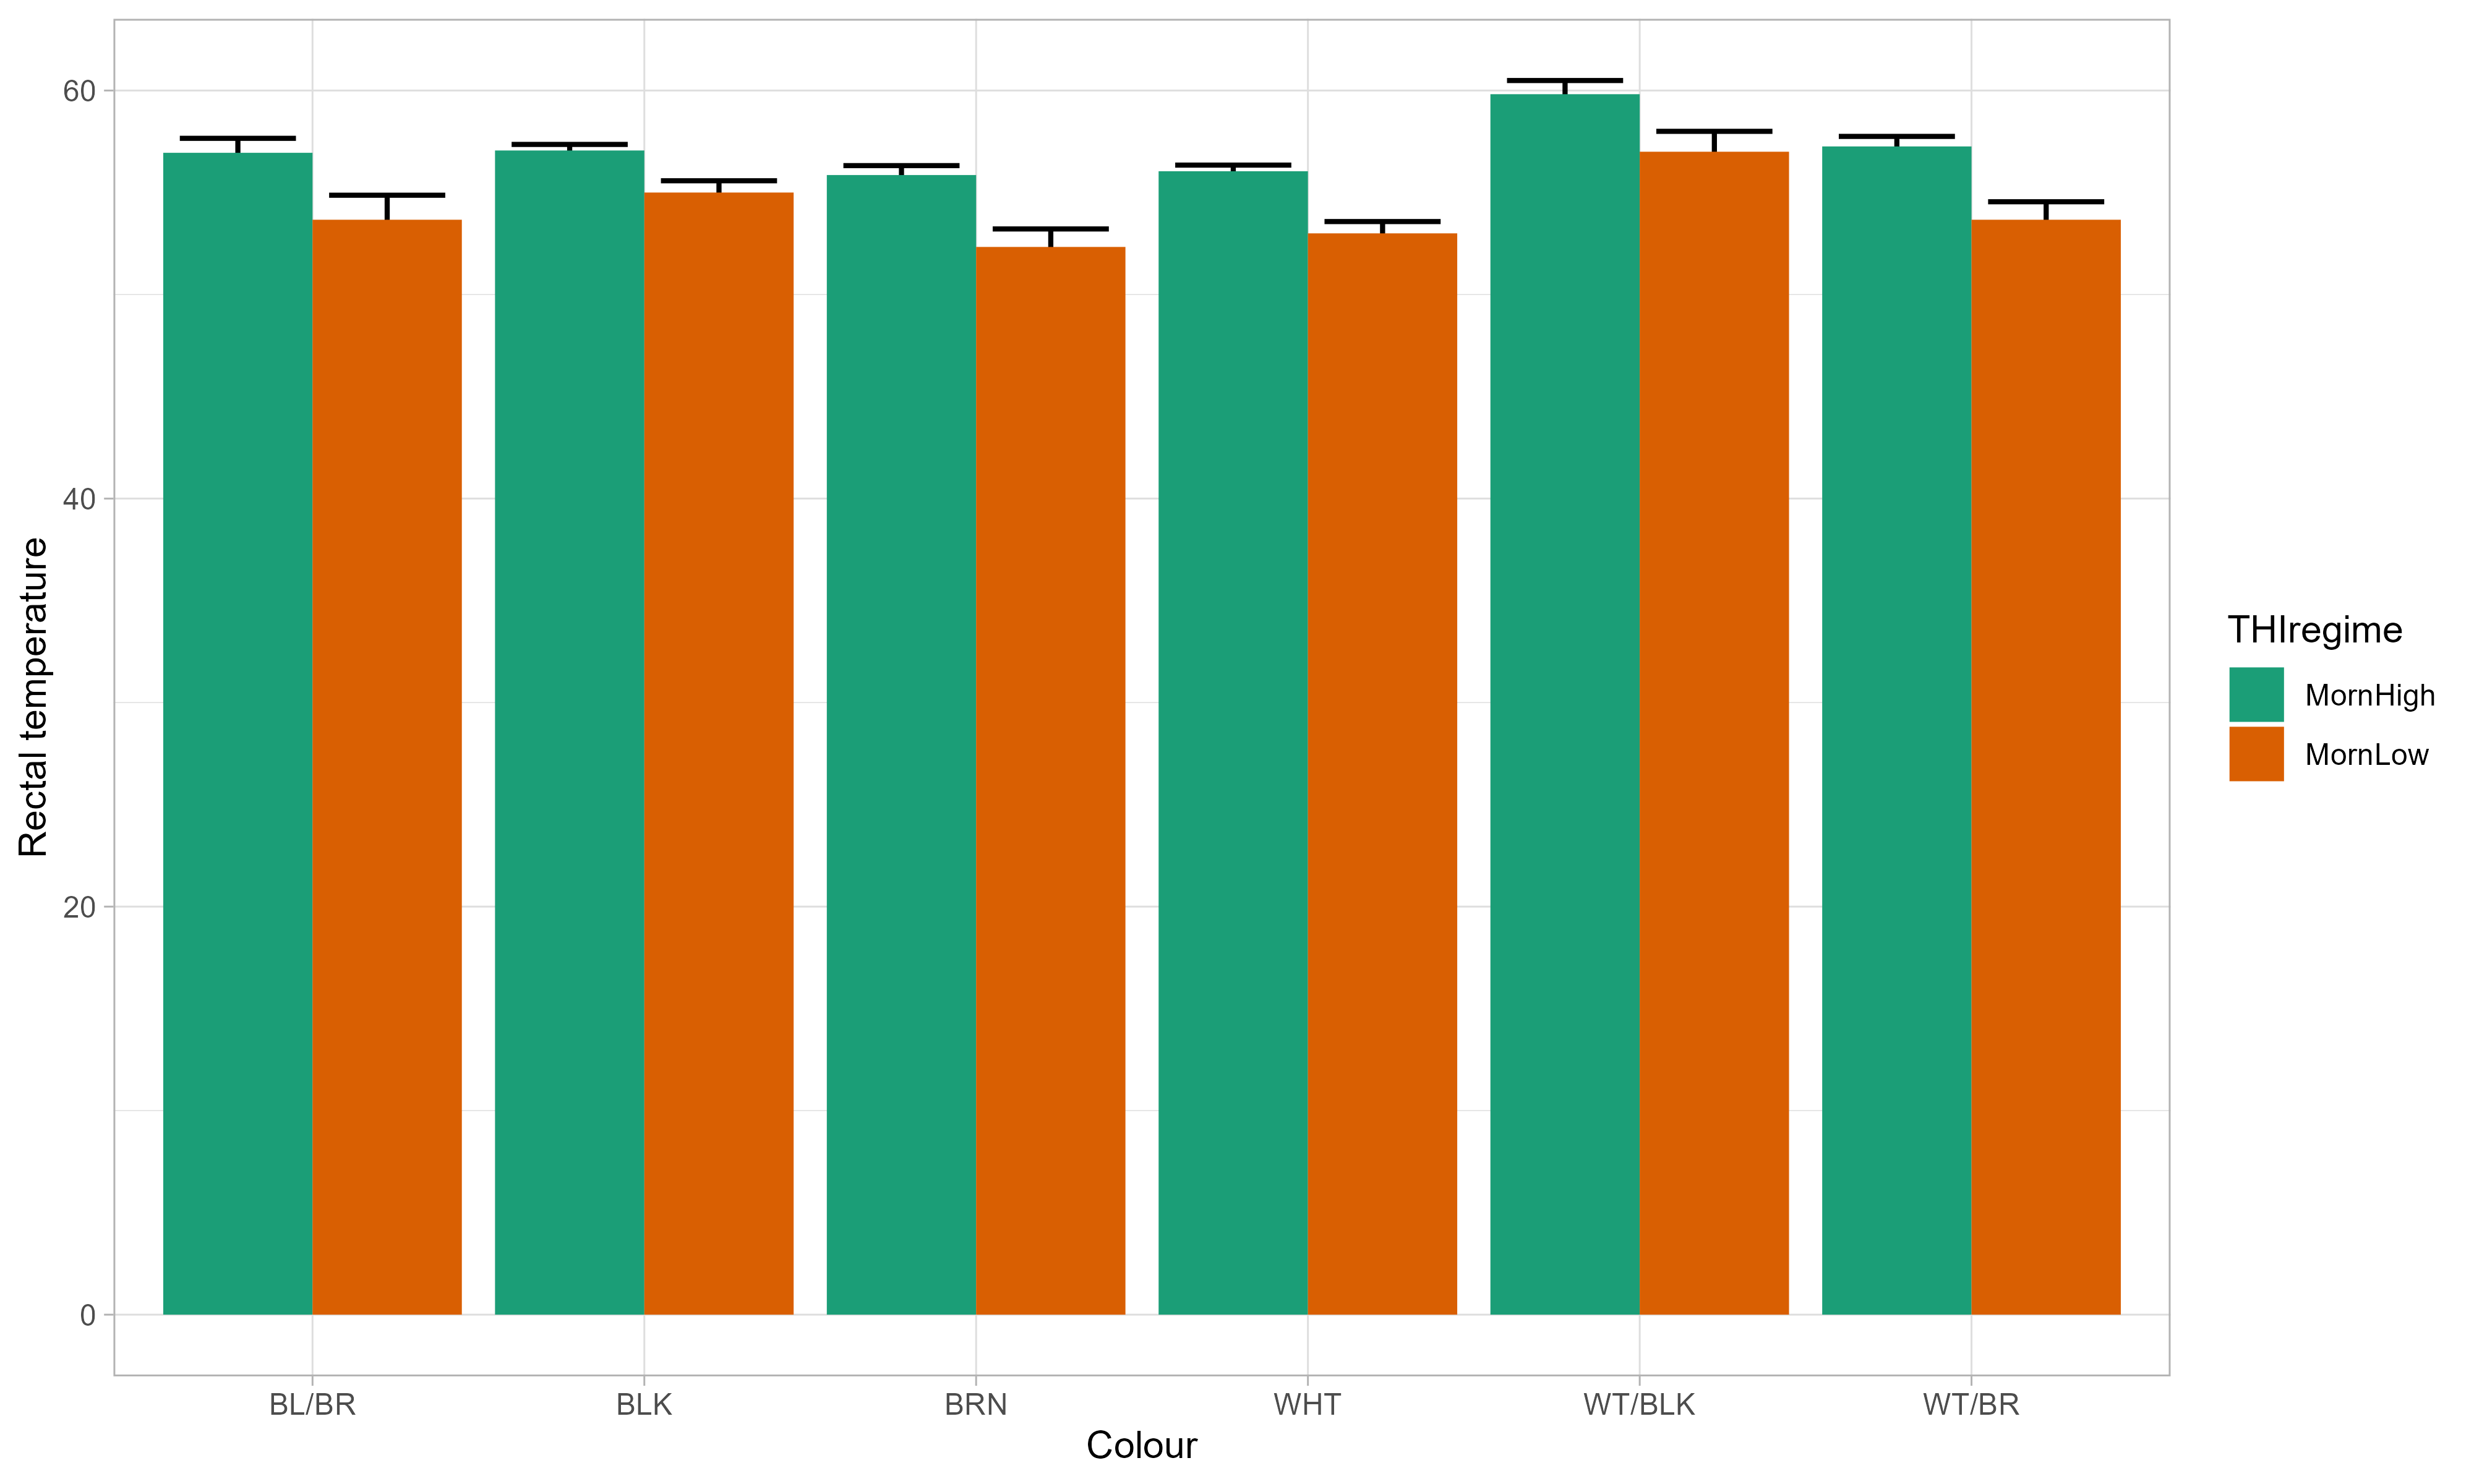 Rectal temperature
60
40
20
0
BL/BR
BLK
BRN
WHT
WT/BLK
WT/BR
Colour
THIregime
MornHigh
MornLow